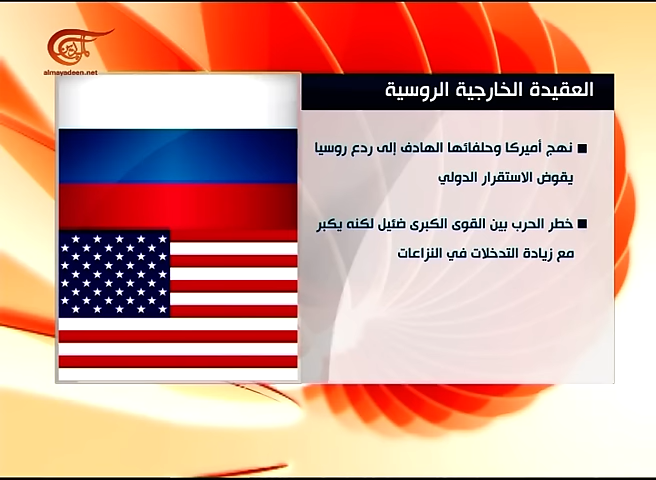 الميادين
almayadeen.net
العقيدة الخارجية الروسية
■ نهج أميركا وحلفائها الهادف إلى ردع روسيا
يقوض الاستقرار الدولي
■ خطر الحرب بين القوى الكبرى ضئيل لكنه يكبر
مع زيادة التدخلات في النزاعات